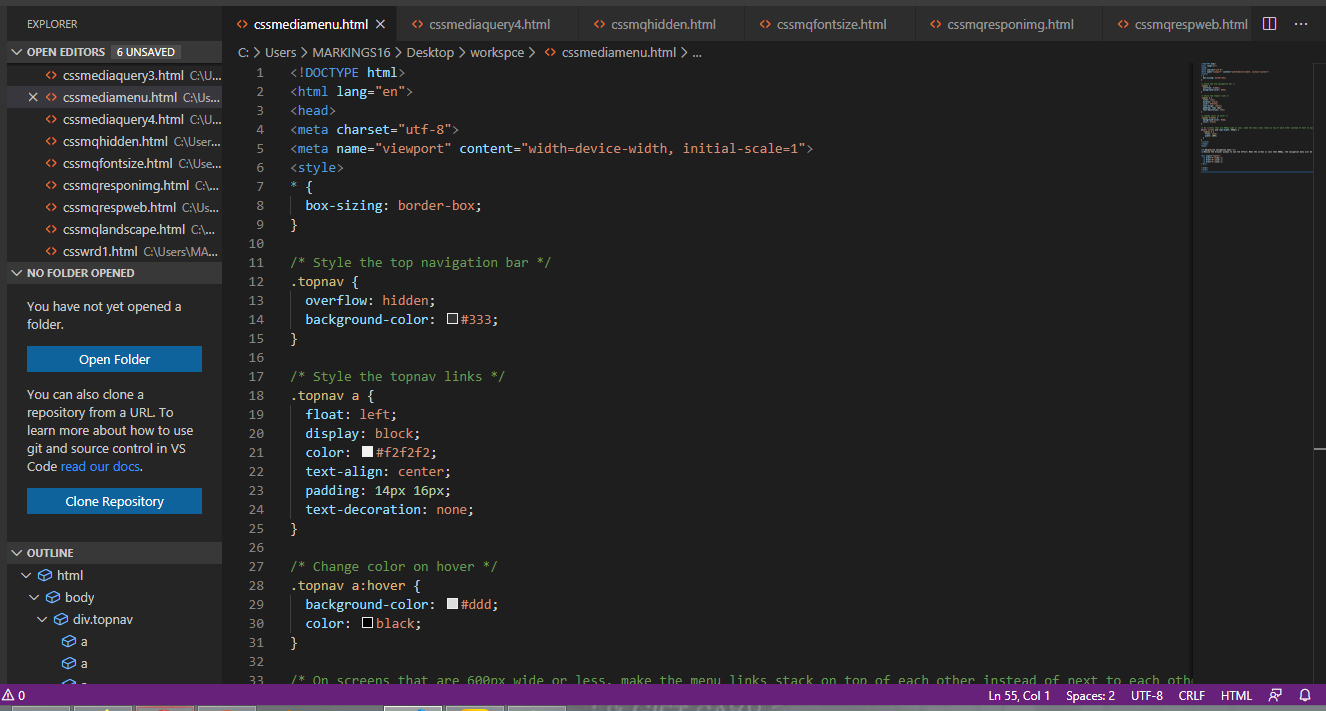 EXPLORER
OPEN EDITORS 6 UNSAVED
cssmediaquery3.html C:\U...
cssmediamenu.html C:\Us...
cssmediaquery4.html C:\U...
cssmqhidden.html C:\User...
cssmqfontsize.html C:\Use...
cssmqresponimg.html C:\...
cssmqrespweb.html C:\Us...
cssmqlandscape.html C:\...
csswrd1.html C:\Users\MA...
NO FOLDER OPENED
You have not yet opened a
folder.
Open Folder
You can also clone a
repository from a URL. To
learn more about how to use
git and source control in VS
Code read our docs.
Clone Repository
OUTLINE
html
body
div.topnav
a
a
cssmediamenu.html
cssmediaquery4.html
cssmqhidden.html
cssmqfontsize.html
cssmqresponimg.html
cssmqrespweb.html
C: > Users > MARKINGS16 > Desktop > workspce > cssmediamenu.html > ...
1 <!DOCTYPE html>
2 <html lang="en">
3 <head>
4 <meta charset="utf-8">
5 <meta name="viewport" content="width=device-width, initial-scale=1">
6 <style>
7 * {
8 box-sizing: border-box;
9 }
10
11 /* Style the top navigation bar */
12 .topnav {
13 overflow: hidden;
14 background-color: #333;
15 }
16
17 /* Style the topnav links */
18 .topnav a {
19 float: left;
20 display: block;
21 color: #f2f2f2;
22 text-align: center;
23 padding: 14px 16px;
24 text-decoration: none;
25 }
26
27 /* Change color on hover */
28 .topnav a:hover {
29 background-color: #ddd;
30 color: black;
31 }
32
33 /* On screens that are 600px wide or less, make the menu links stack on top of each other instead of next to each othe
0
Ln 55, Col 1
Spaces: 2
UTF-8
CRLF
HTML